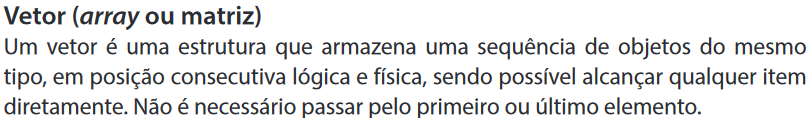 Vetor (array ou matriz)
Um vetor é uma estrutura que armazena uma sequência de objetos do mesmo
tipo, em posição consecutiva lógica e física, sendo possível alcançar qualquer item
diretamente. Não é necessário passar pelo primeiro ou último elemento.